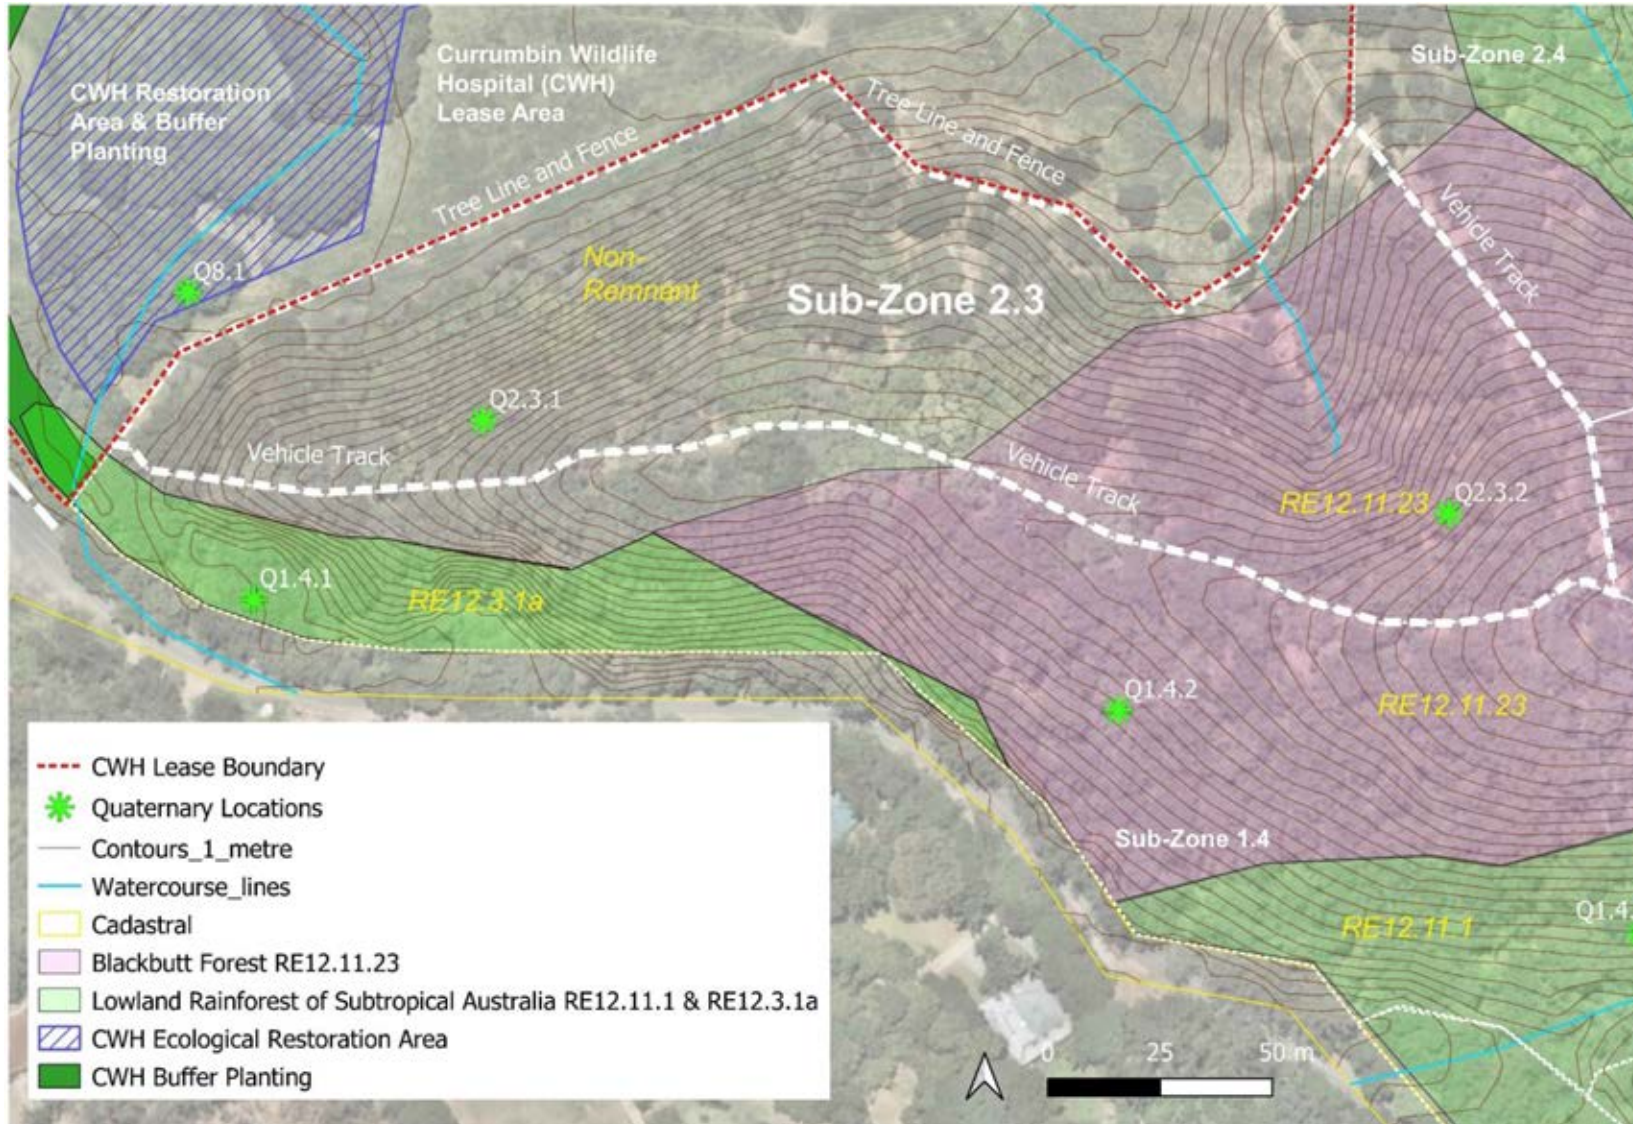 Sub-Zone 2.4
Currumbin Wildlife
Hospital (CWH)
Lease Area
CWH Restoration
Area & Buffer
Planting
Tree Line and Fence
Tree Line and Fence
Vehicle Track
Q8.1
Non-
Remnant
Sub-Zone 2.3
Q2.3.1
Vehicle Track
Vehicle Track
RE12.11.23
Q2.3.2
Q1.4.1
RE12.3.1a
Q1.4.2
RE12.11.23
Sub-Zone 1.4
RE12.11.1
Q1.4.
CWH Lease Boundary
Quaternary Locations
Contours_1_metre
Watercourse_lines
Cadastral
Blackbutt Forest RE12.11.23
Lowland Rainforest of Subtropical Australia RE12.11.1 & RE12.3.1a
CWH Ecological Restoration Area
CWH Buffer Planting
0 25 50 m